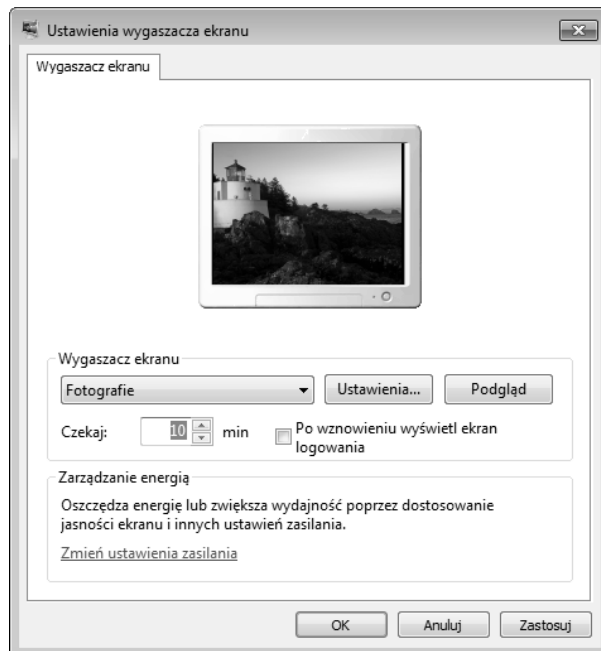 Ustawienia wygaszacza ekranu
Wygaszacz ekranu
Wygaszacz ekranu
Fotografie
Ustawienia...
Podgląd
Czekaj:
10
min
Po wznowieniu wyświetl ekran
logowania
Zarządzanie energią
Oszczędza energię lub zwiększa wydajność poprzez dostosowanie
jasności ekranu i innych ustawień zasilania.
Zmień ustawienia zasilania
OK
Anuluj
Zastosuj